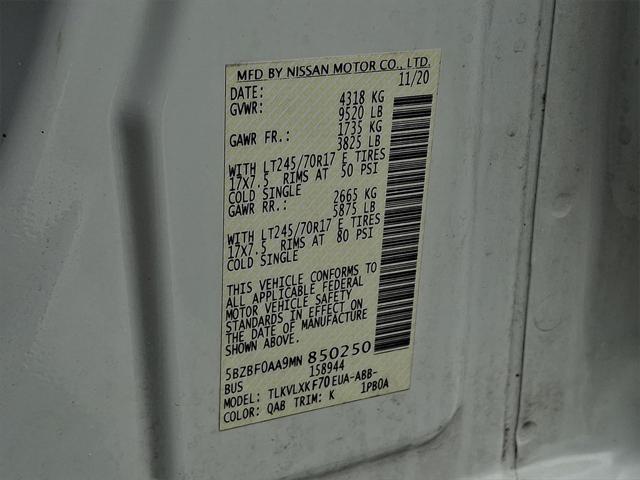 MFD BY NISSAN MOTOR CO., LTD.
DATE: 11/20
GVWR: 4318 KG
9520 LB
GAWR FR.: 1735 KG
3825 LB
WITH LT245/70R17 E TIRES
17X7.5 RIMS AT 50 PSI
COLD SINGLE
GAWR RR.: 2665 KG
5875 LB
WITH LT245/70R17 E TIRES
17X7.5 RIMS AT 80 PSI
COLD SINGLE
THIS VEHICLE CONFORMS TO
ALL APPLICABLE FEDERAL
MOTOR VEHICLE SAFETY
STANDARDS IN EFFECT ON
THE DATE OF MANUFACTURE
SHOWN ABOVE.
5BZBF0AA9MN 850250
BUS 158944
MODEL: TLKVLXKF70EUA-ABB-
COLOR: QAB TRIM: K 1PB0A